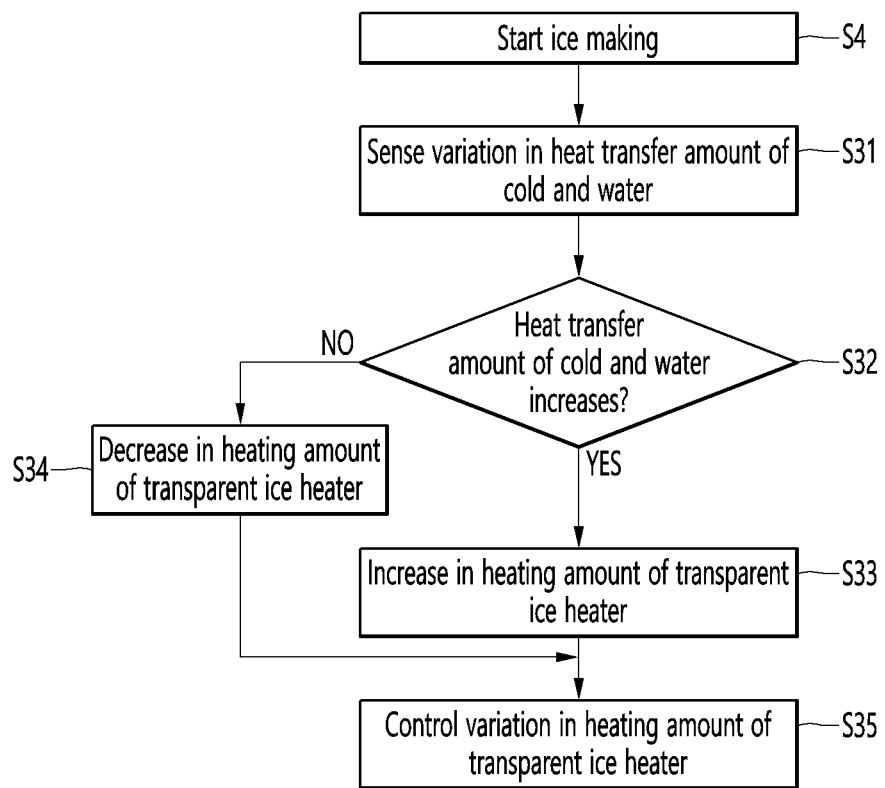 Start ice making
S4
Sense variation in heat transfer amount of
cold and water
S31
Heat transfer
amount of cold and water
increases?
S32
NO
YES
Decrease in heating amount
of transparent ice heater
S34
Increase in heating amount of transparent
ice heater
S33
Control variation in heating amount of
transparent ice heater
S35